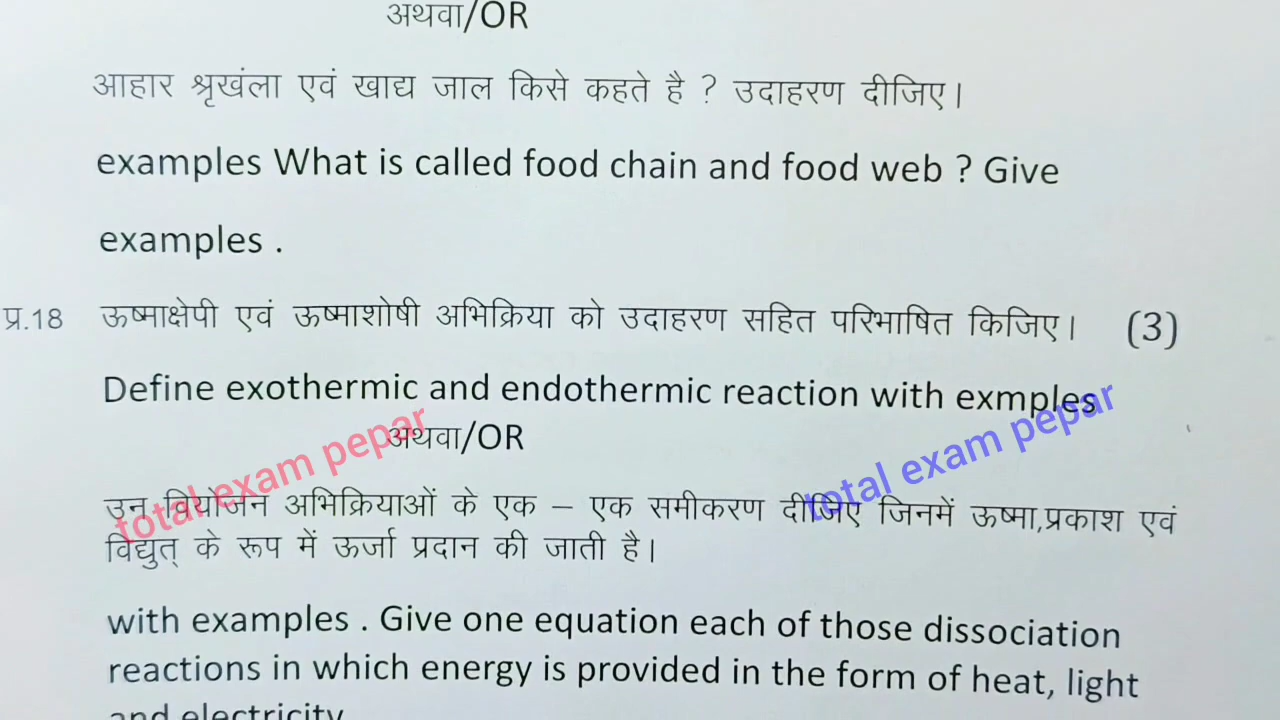 अथवा/OR
आहार श्रृखंला एवं खाद्य जाल किसे कहते है ? उदाहरण दीजिए।
examples What is called food chain and food web ? Give
examples .
प्र.18 ऊष्माक्षेपी एवं ऊष्माशोषी अभिक्रिया को उदाहरण सहित परिभाषित किजिए। (3)
Define exothermic and endothermic reaction with exmples
अथवा/OR
total exam pepar
total exam pepar
उन वियोजन अभिक्रियाओं के एक – एक समीकरण दीजिए जिनमें ऊष्मा,प्रकाश एवं
विद्युत् के रूप में ऊर्जा प्रदान की जाती है।
with examples . Give one equation each of those dissociation
reactions in which energy is provided in the form of heat, light
and electricity